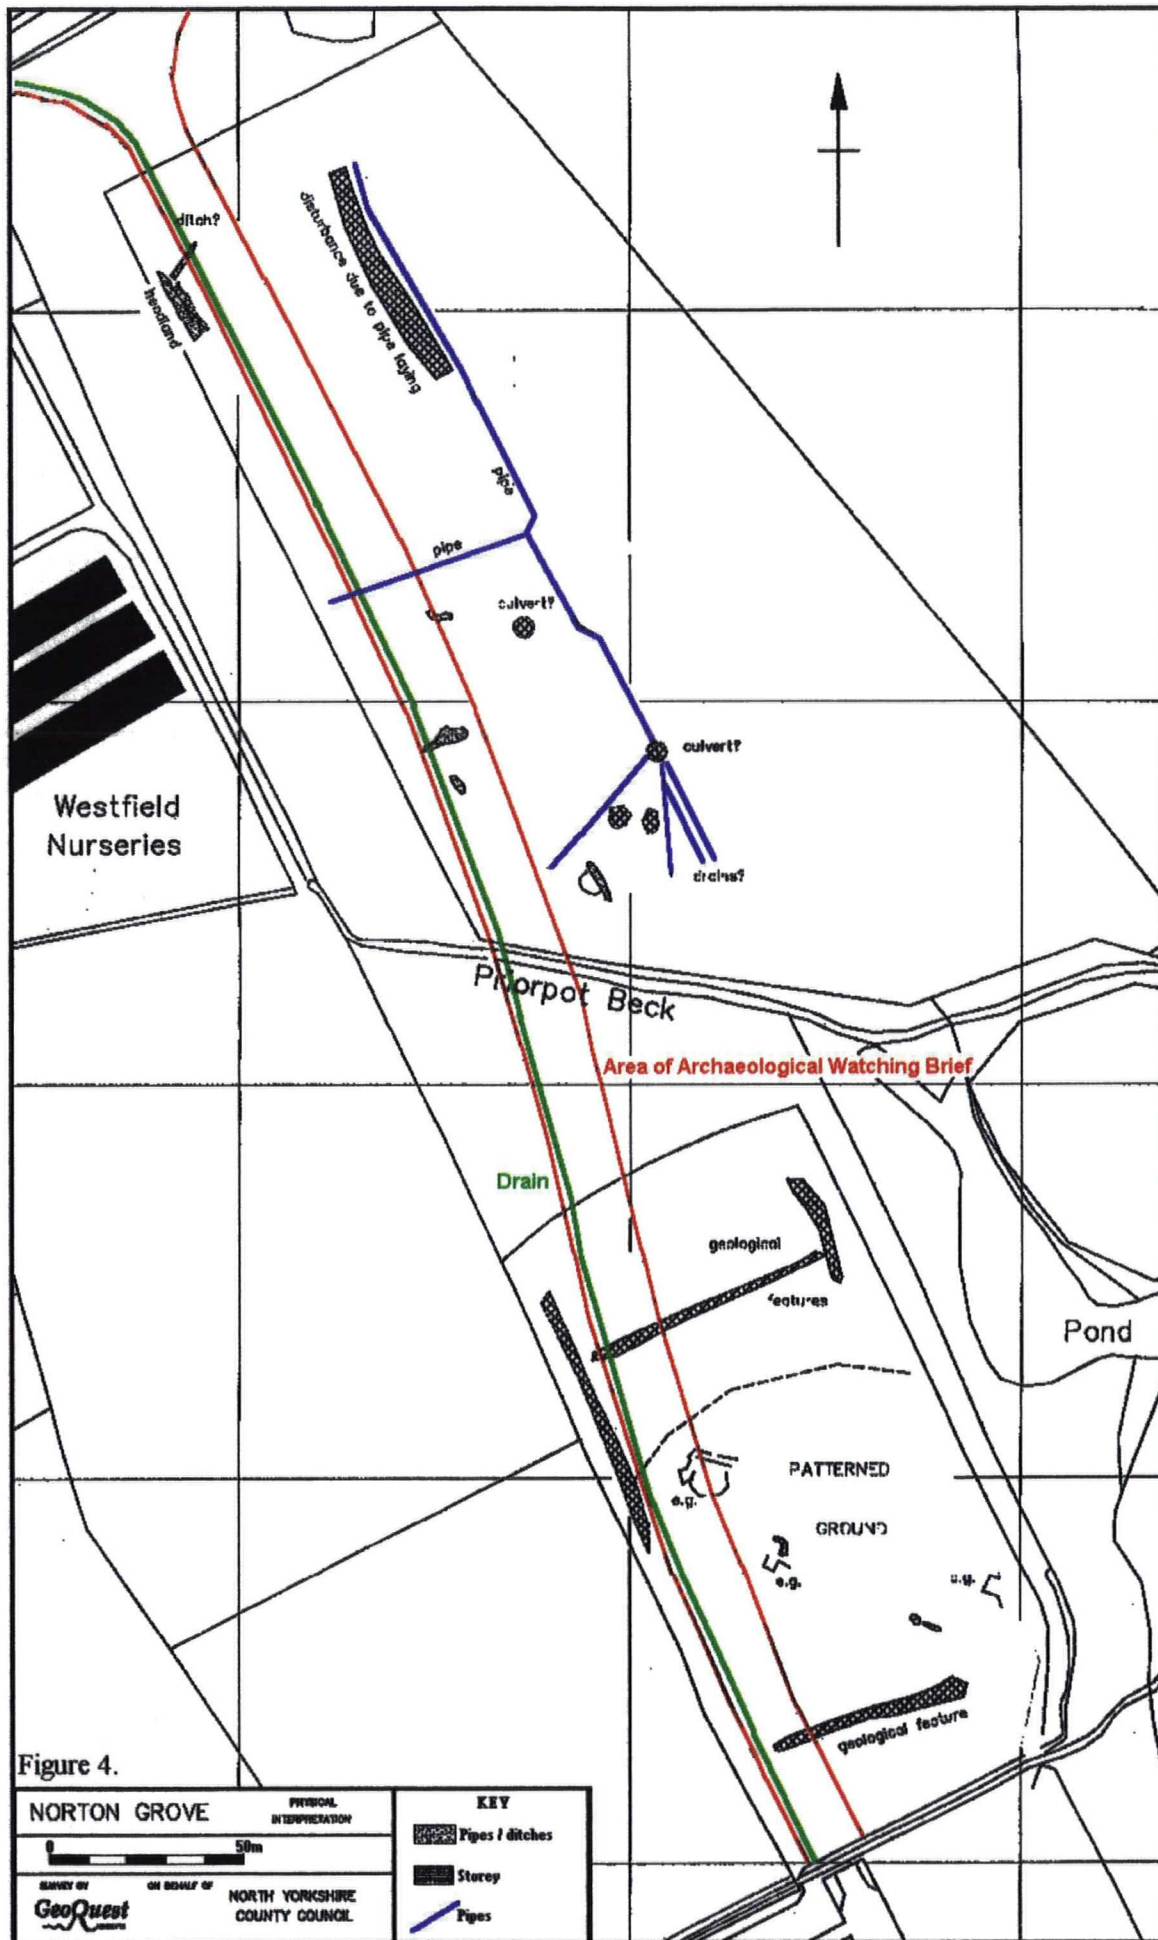 ditch?
headland
disturbance due to pipe laying
pipe
pipe
culvert?
culvert?
drains?
Westfield
Nurseries
Priorpot Beck
Area of Archaeological Watching Brief
Drain
geological
features
Pond
PATTERNED
GROUND
e.g.
e.g.
e.g.
geological feature
Figure 4.
NORTON GROVE
PHYSICAL
INTERPRETATION
0 50m
SURVEY BY
ON BEHALF OF
GeoQuest
NORTH YORKSHIRE
COUNTY COUNCIL
KEY
Pipes / ditches
Storey
Pipes